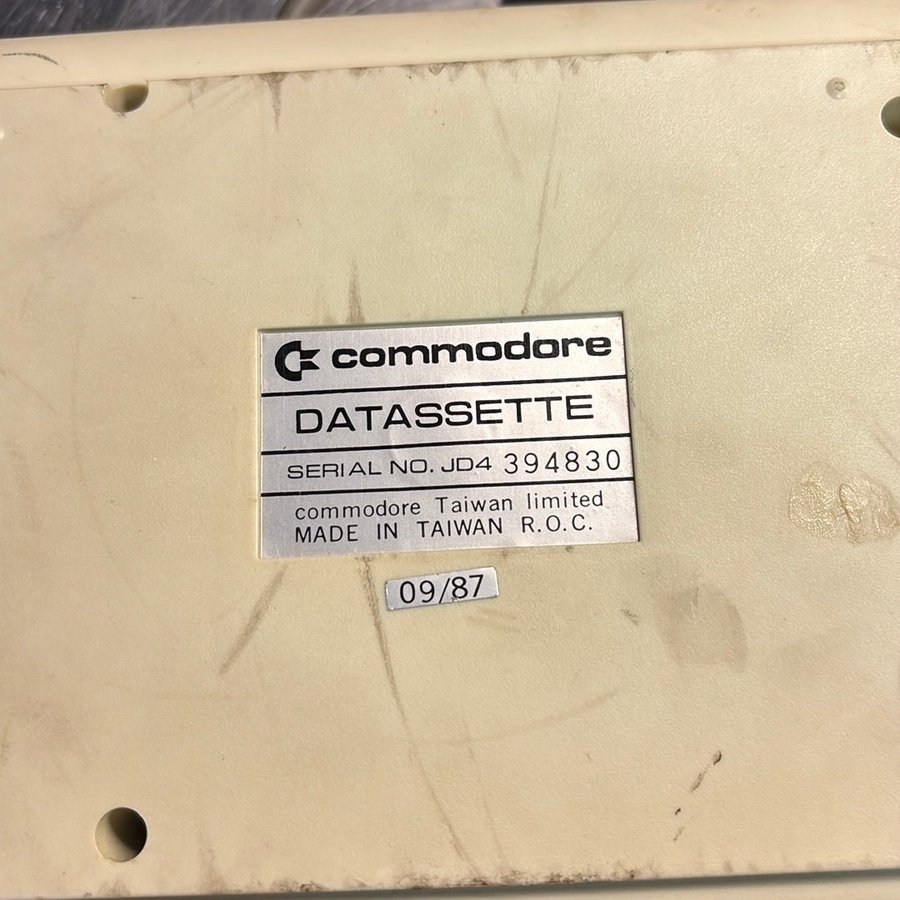 commodore
DATASSETTE
SERIAL NO. JD4 394830
commodore Taiwan limited
MADE IN TAIWAN R.O.C.
09/87